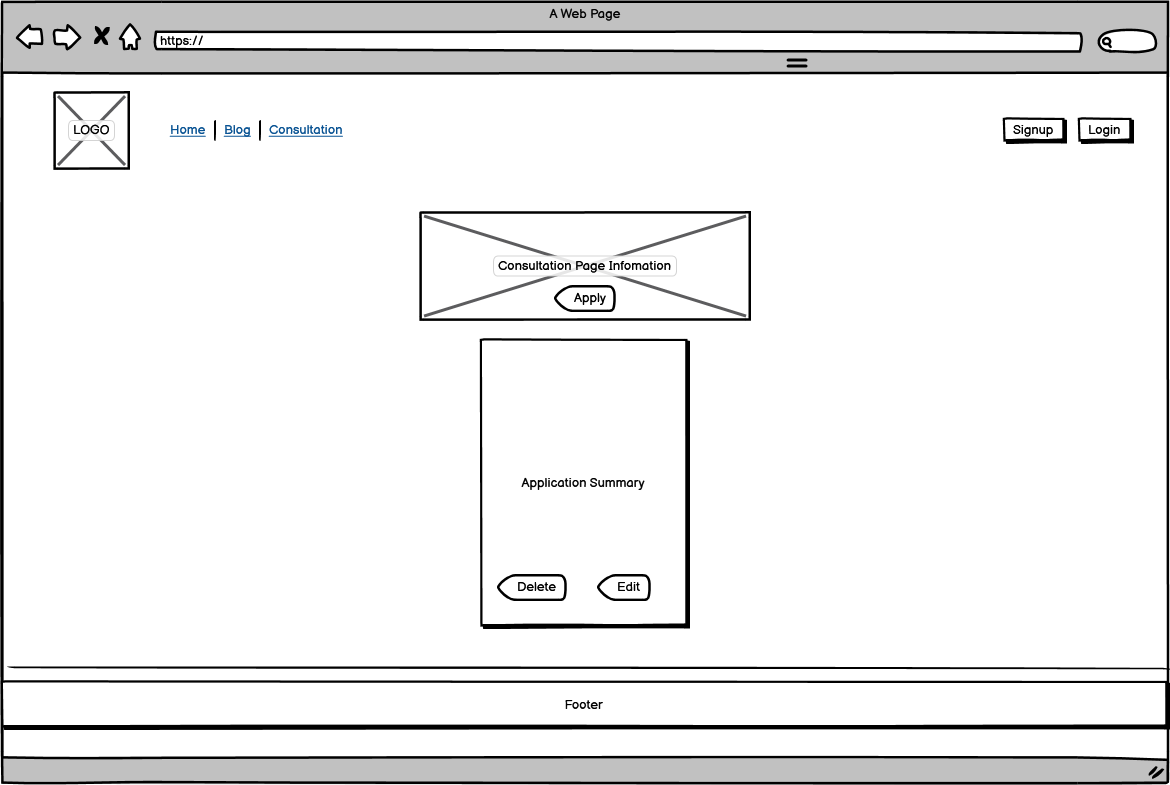 A Web Page
https://
LOGO
Home | Blog | Consultation
Signup
Login
Consultation Page Infomation
Apply
Application Summary
Delete
Edit
Footer